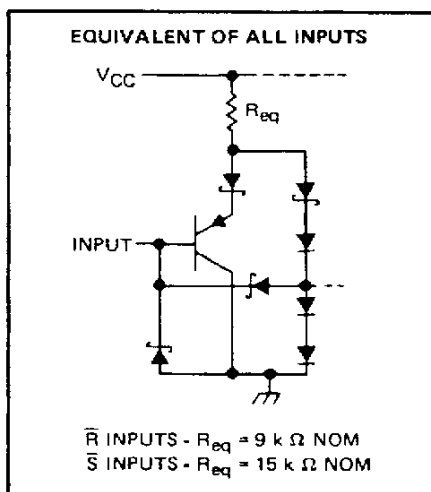 EQUIVALENT OF ALL INPUTS
VCC
Req
INPUT
R̅ INPUTS - Req = 9 k Ω NOM
S̅ INPUTS - Req = 15 k Ω NOM